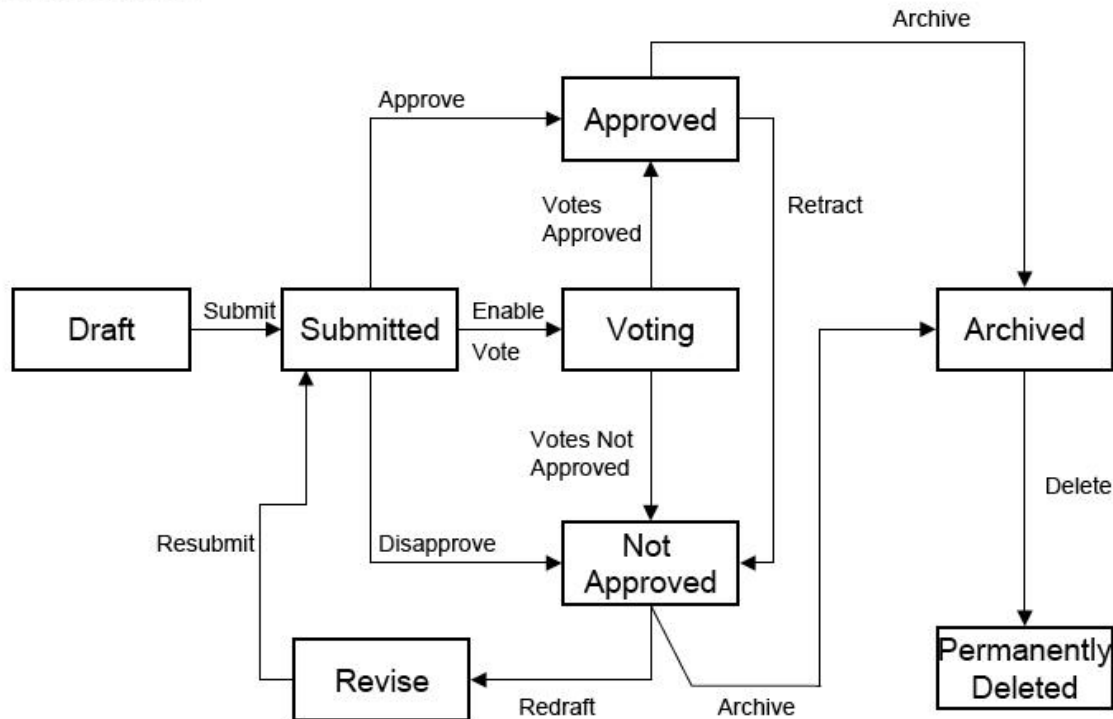 Archive
Approve
Approved
Votes
Approved
Retract
Draft
Submit
Submitted
Enable
Vote
Voting
Archived
Votes Not
Approved
Delete
Resubmit
Disapprove
Not
Approved
Revise
Redraft
Archive
Permanently
Deleted